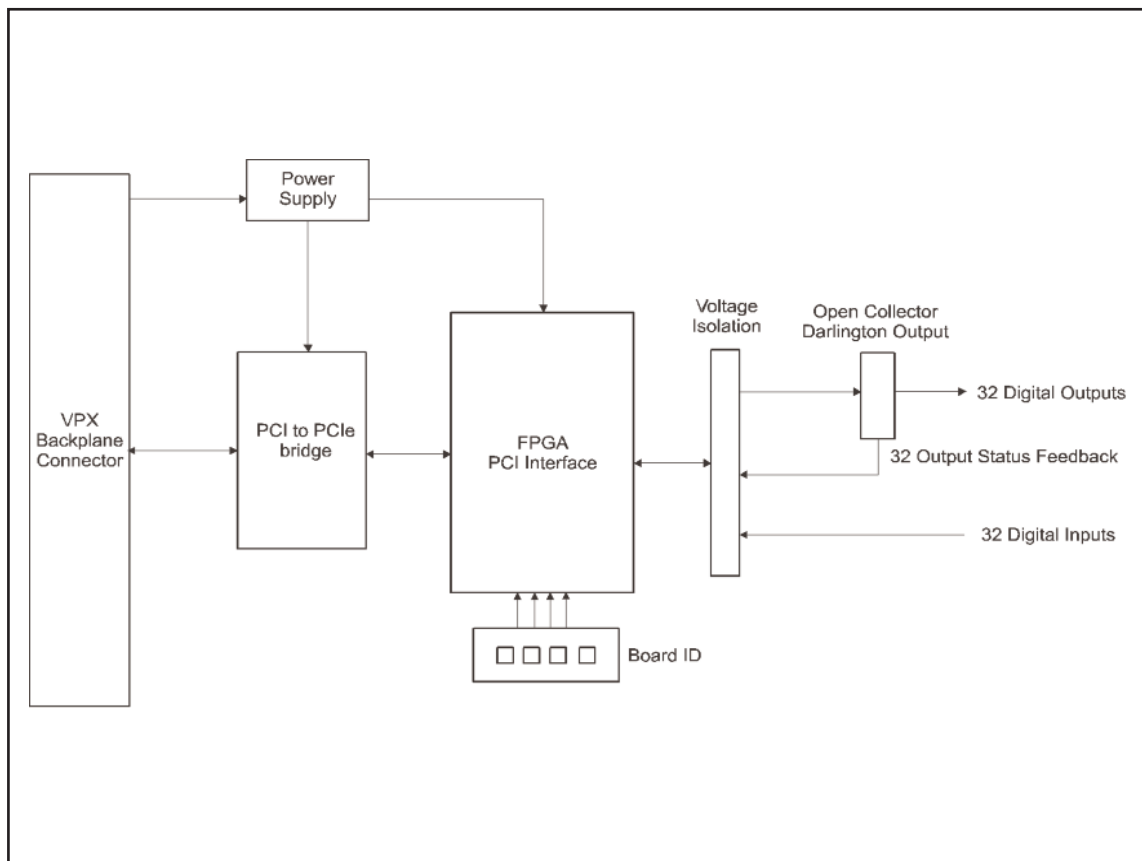 Power
Supply
Voltage
Isolation
Open Collector
Darlington Output
VPX
Backplane
Connector
PCI to PCIe
bridge
FPGA
PCI Interface
32 Digital Outputs
32 Output Status Feedback
32 Digital Inputs
Board ID